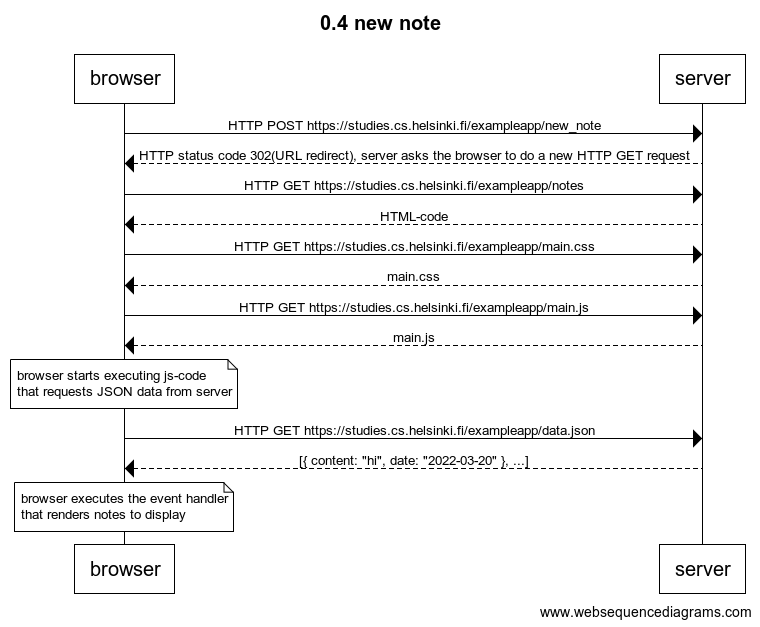 0.4 new note
browser
server
HTTP POST https://studies.cs.helsinki.fi/exampleapp/new_note
HTTP status code 302(URL redirect), server asks the browser to do a new HTTP GET request
HTTP GET https://studies.cs.helsinki.fi/exampleapp/notes
HTML-code
HTTP GET https://studies.cs.helsinki.fi/exampleapp/main.css
main.css
HTTP GET https://studies.cs.helsinki.fi/exampleapp/main.js
main.js
browser starts executing js-code
that requests JSON data from server
HTTP GET https://studies.cs.helsinki.fi/exampleapp/data.json
[{ content: "hi", date: "2022-03-20" }, ...]
browser executes the event handler
that renders notes to display
browser
server
www.websequencediagrams.com